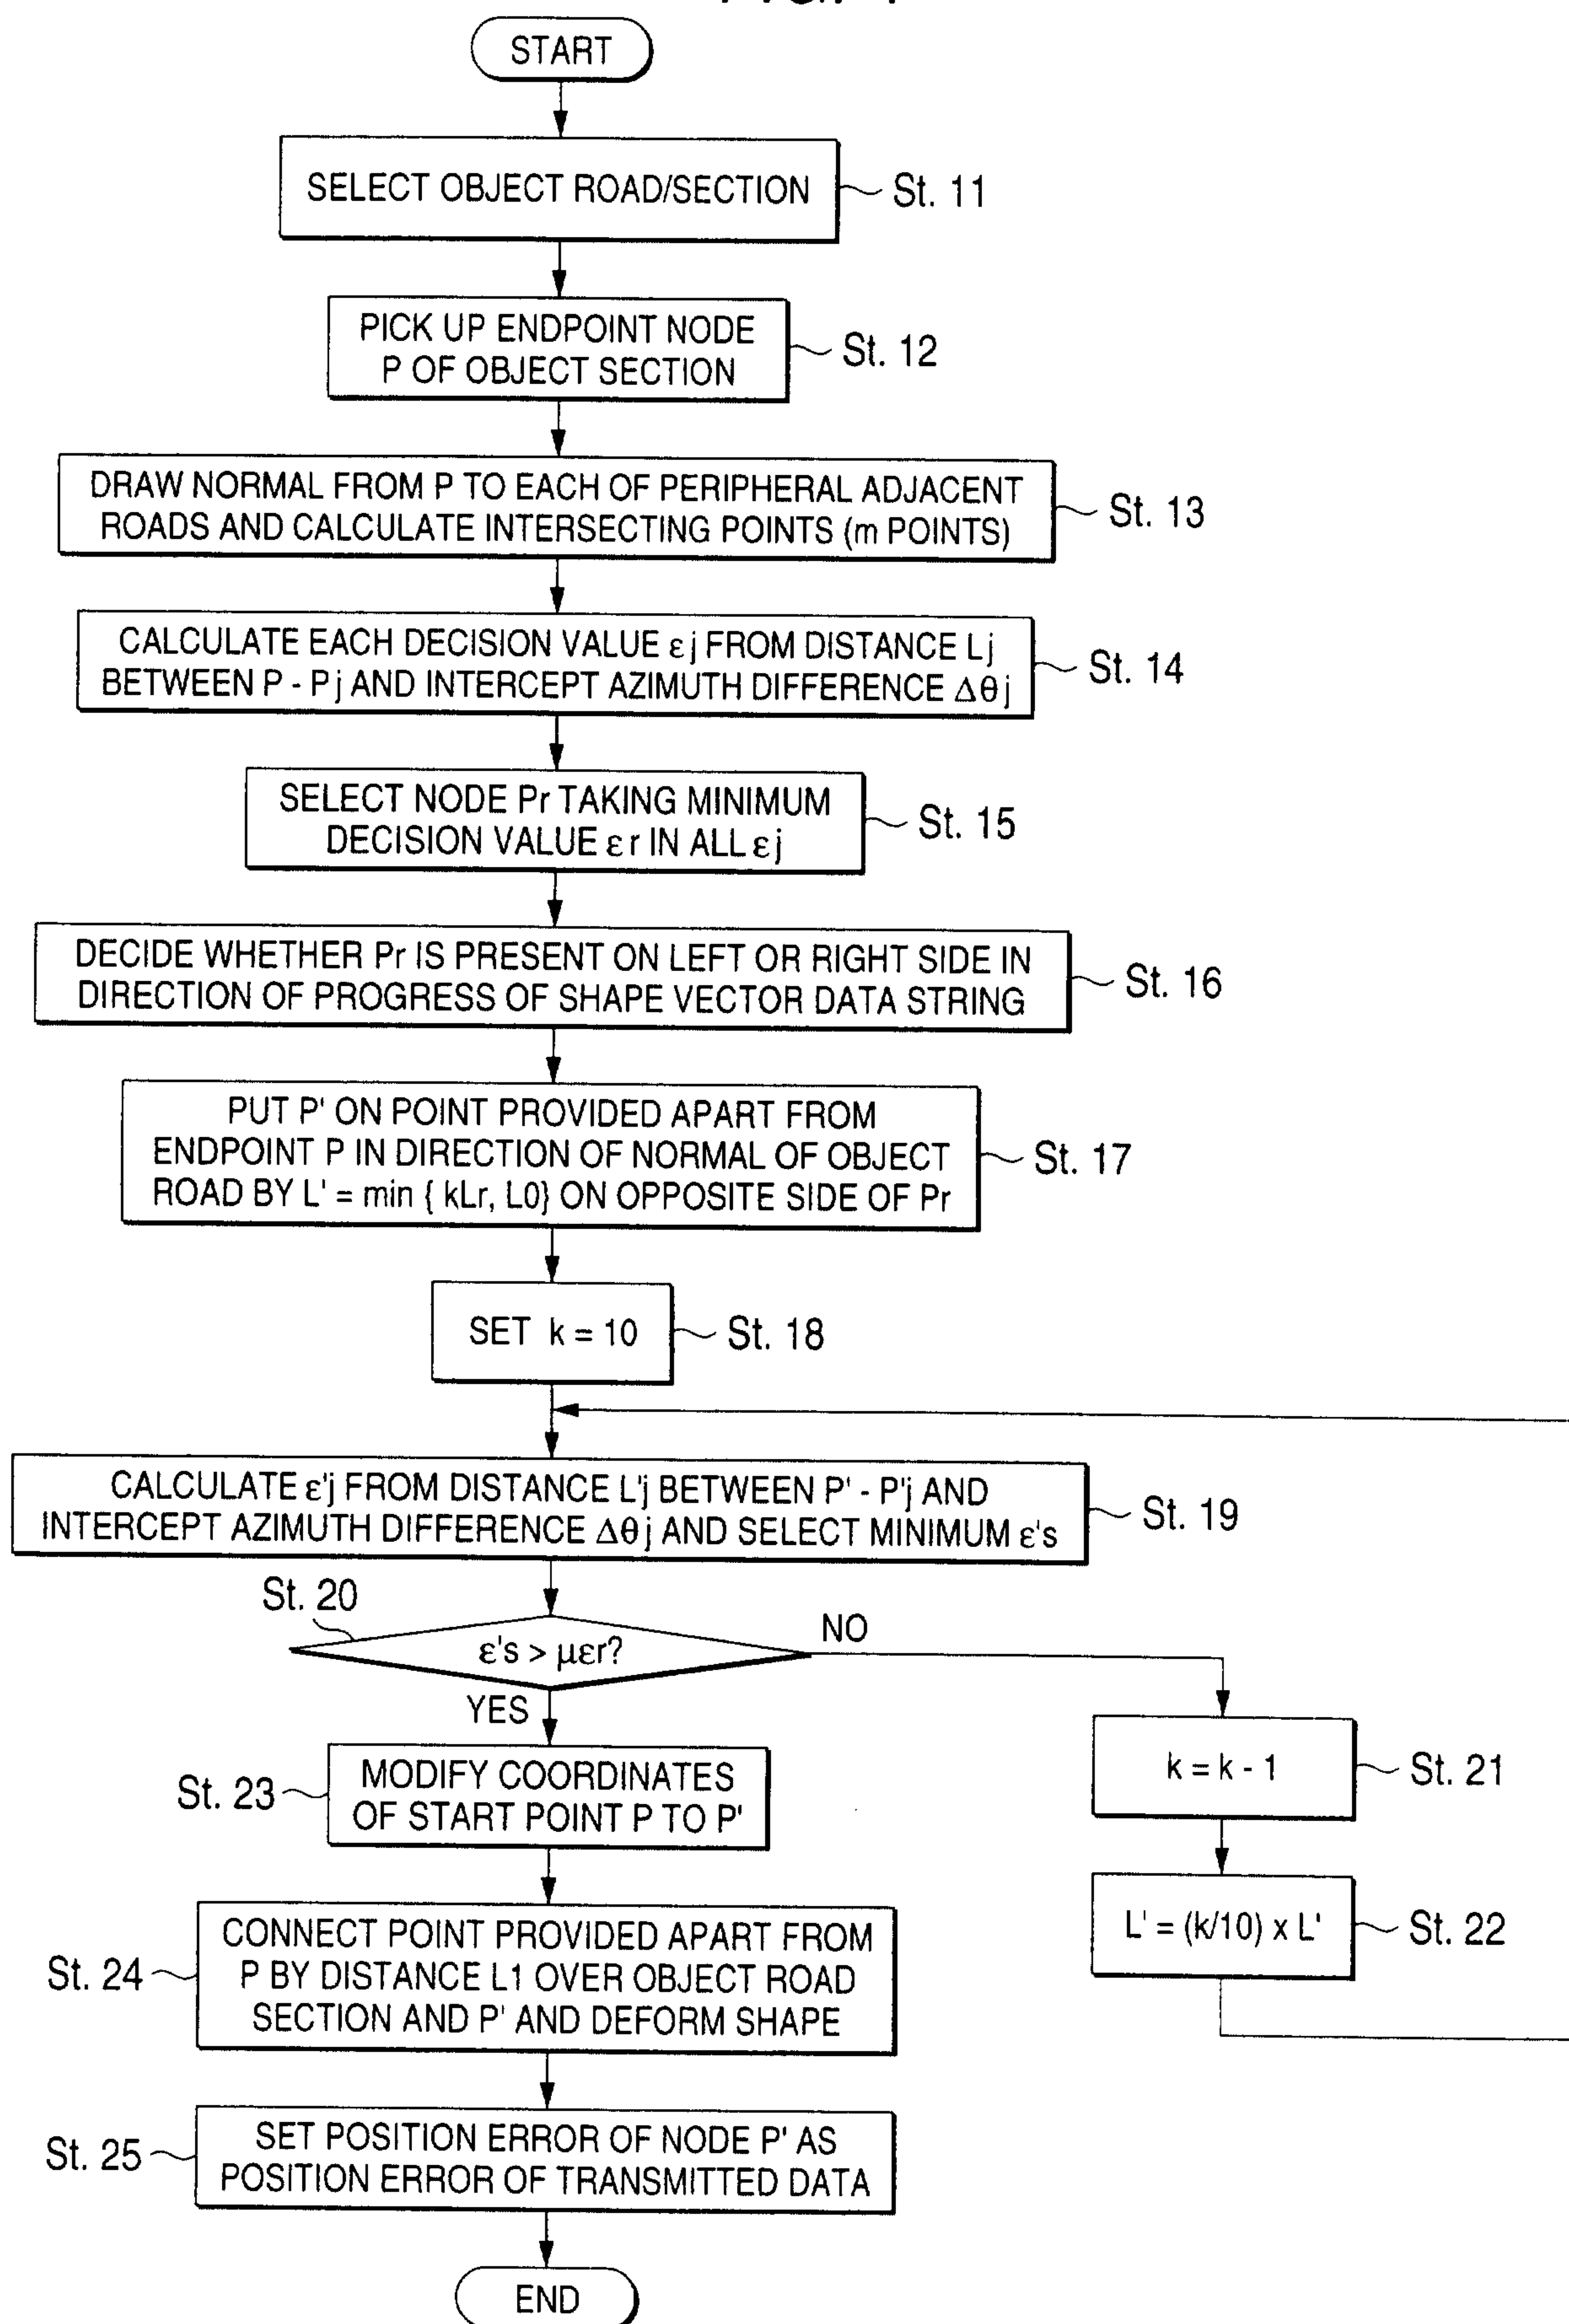 START
SELECT OBJECT ROAD/SECTION
St. 11
PICK UP ENDPOINT NODE
P OF OBJECT SECTION
St. 12
DRAW NORMAL FROM P TO EACH OF PERIPHERAL ADJACENT
ROADS AND CALCULATE INTERSECTING POINTS (m POINTS)
St. 13
CALCULATE EACH DECISION VALUE εj FROM DISTANCE Lj
BETWEEN P - Pj AND INTERCEPT AZIMUTH DIFFERENCE Δθj
St. 14
SELECT NODE Pr TAKING MINIMUM
DECISION VALUE εr IN ALL εj
St. 15
DECIDE WHETHER Pr IS PRESENT ON LEFT OR RIGHT SIDE IN
DIRECTION OF PROGRESS OF SHAPE VECTOR DATA STRING
St. 16
PUT P' ON POINT PROVIDED APART FROM
ENDPOINT P IN DIRECTION OF NORMAL OF OBJECT
ROAD BY L' = min { kLr, L0} ON OPPOSITE SIDE OF Pr
St. 17
SET k = 10
St. 18
CALCULATE ε'j FROM DISTANCE L'j BETWEEN P' - P'j AND
INTERCEPT AZIMUTH DIFFERENCE Δθj AND SELECT MINIMUM ε's
St. 19
St. 20
ε's > μεr?
NO
YES
k = k - 1
St. 21
MODIFY COORDINATES
OF START POINT P TO P'
St. 23
L' = (k/10) x L'
St. 22
CONNECT POINT PROVIDED APART FROM
P BY DISTANCE L1 OVER OBJECT ROAD
SECTION AND P' AND DEFORM SHAPE
St. 24
SET POSITION ERROR OF NODE P' AS
POSITION ERROR OF TRANSMITTED DATA
St. 25
END